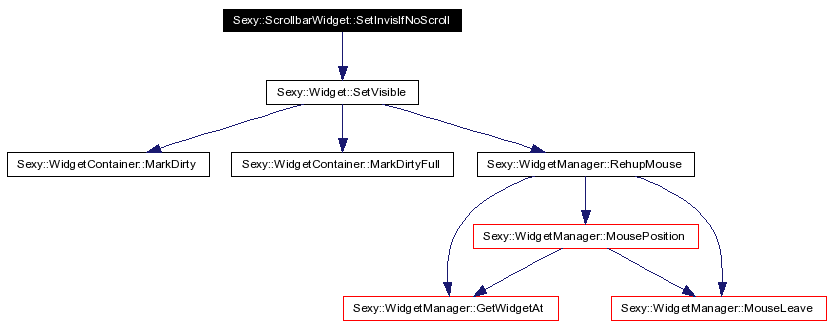 Sexy::ScrollbarWidget::SetInvisIfNoScroll
Sexy::Widget::SetVisible
Sexy::WidgetContainer::MarkDirty
Sexy::WidgetContainer::MarkDirtyFull
Sexy::WidgetManager::RehupMouse
Sexy::WidgetManager::MousePosition
Sexy::WidgetManager::GetWidgetAt
Sexy::WidgetManager::MouseLeave